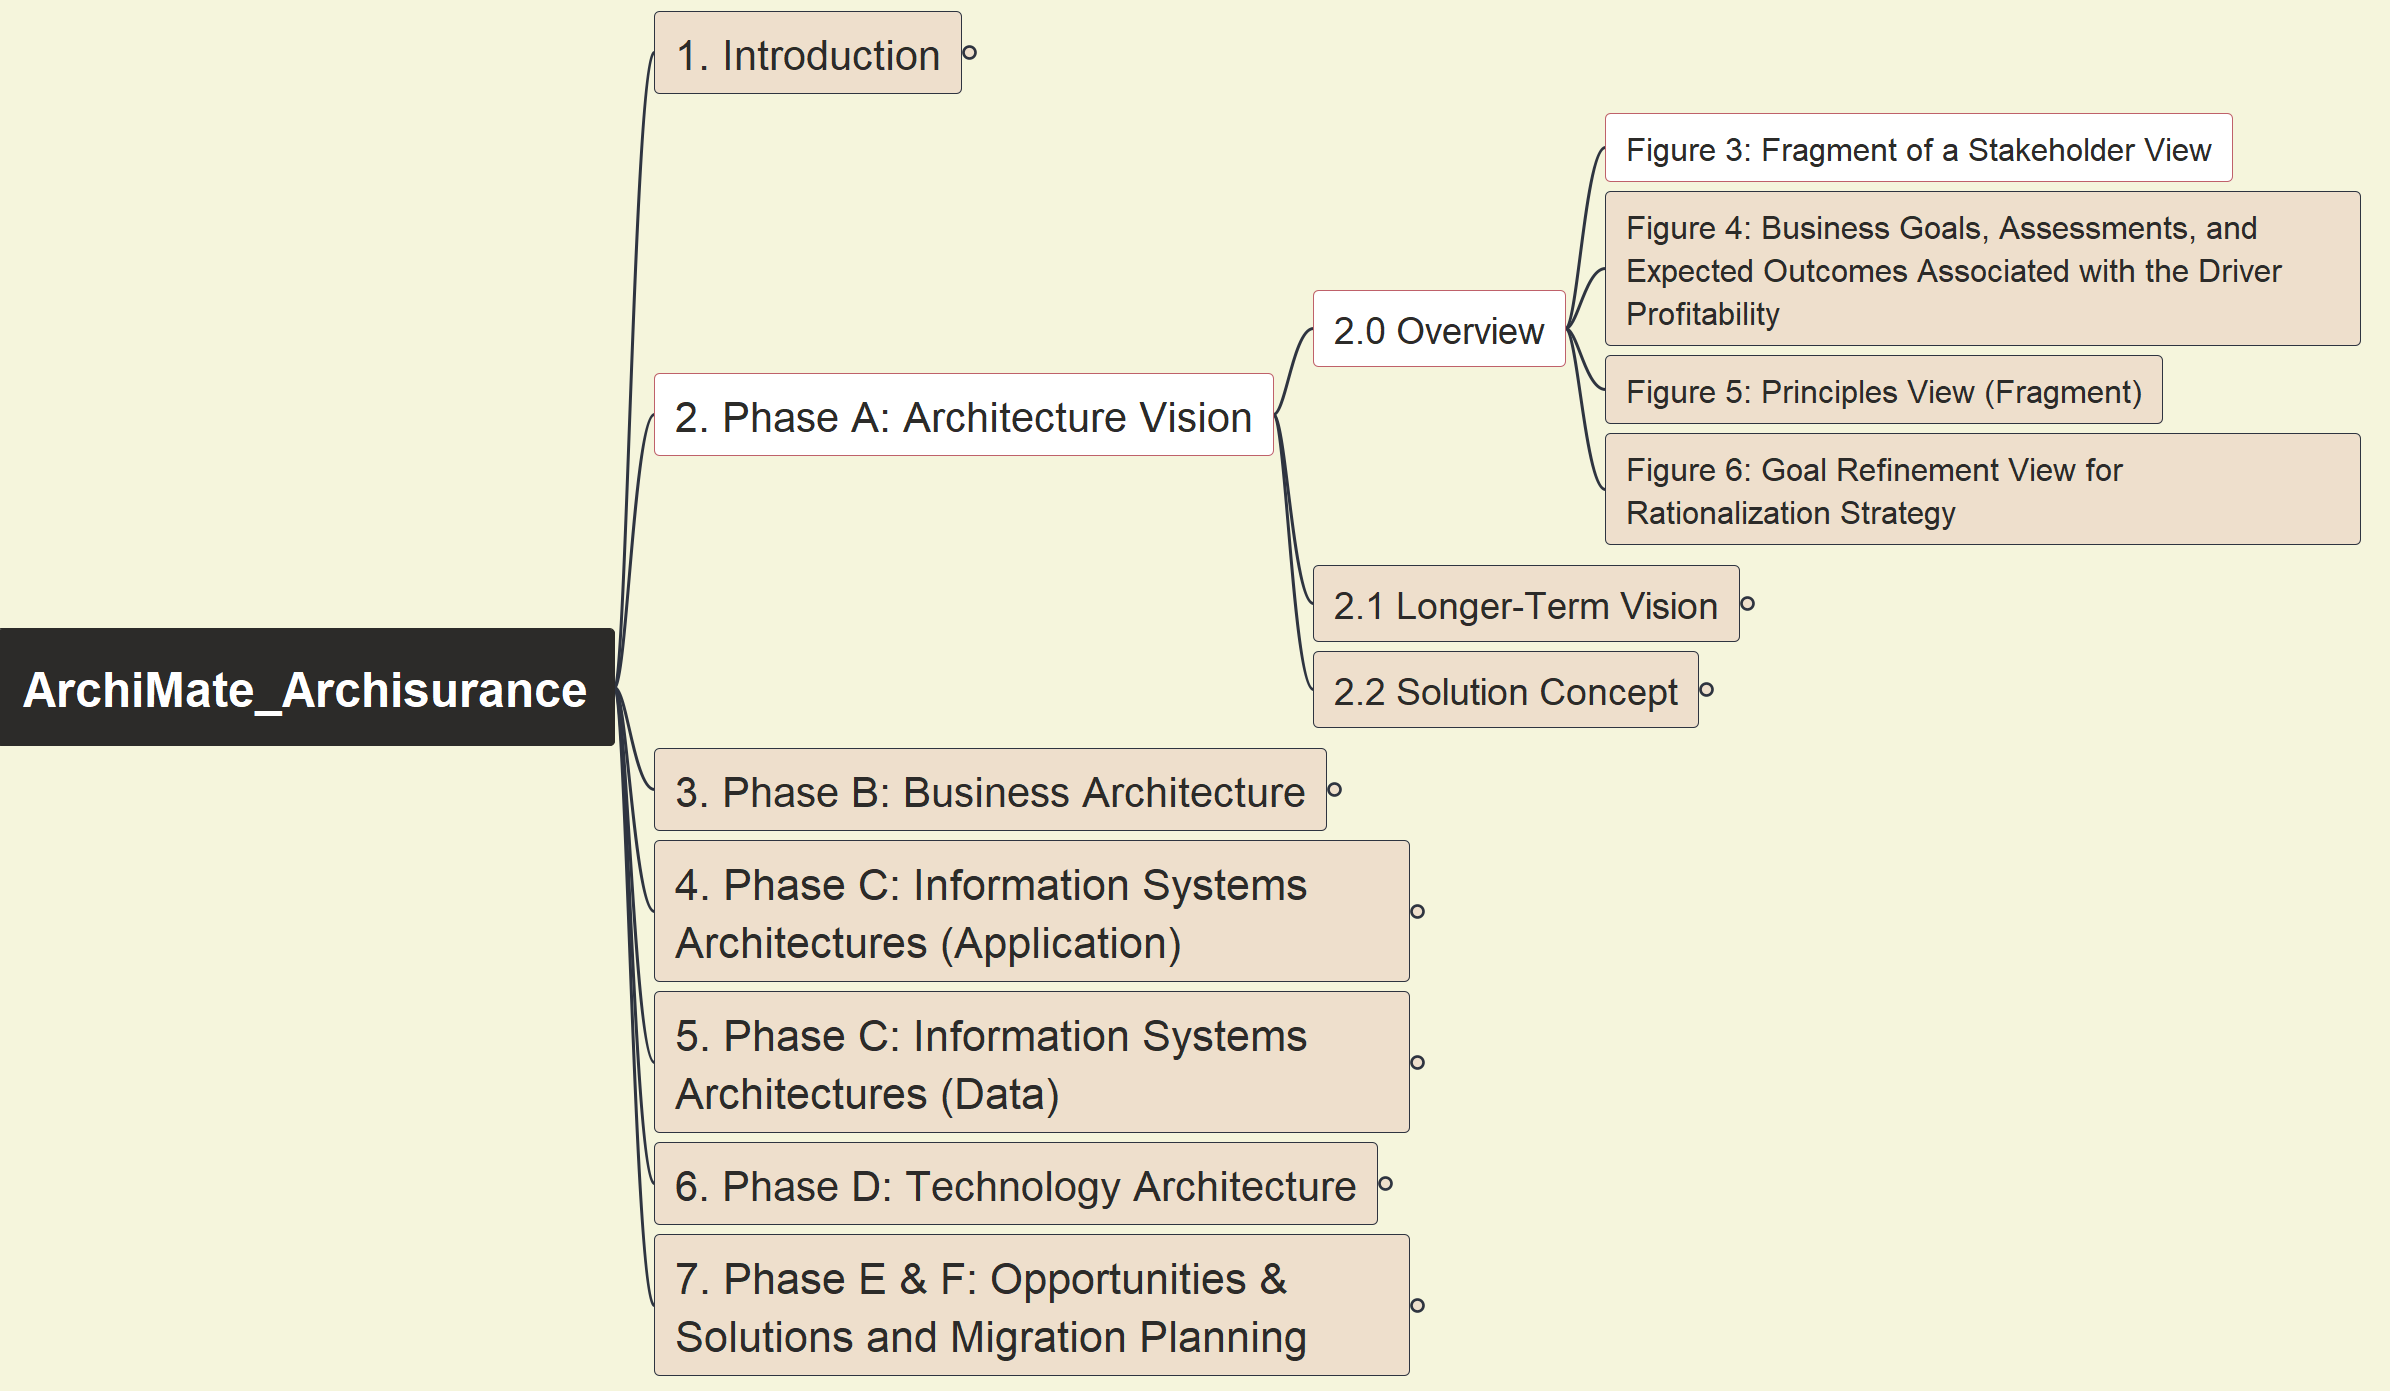 1. Introduction
Figure 3: Fragment of a Stakeholder View
Figure 4: Business Goals, Assessments, and
Expected Outcomes Associated with the Driver
Profitability
2.0 Overview
Figure 5: Principles View (Fragment)
2. Phase A: Architecture Vision
Figure 6: Goal Refinement View for
Rationalization Strategy
2.1 Longer-Term Vision
2.2 Solution Concept
ArchiMate_Archisurance
3. Phase B: Business Architecture
4. Phase C: Information Systems
Architectures (Application)
5. Phase C: Information Systems
Architectures (Data)
6. Phase D: Technology Architecture
7. Phase E & F: Opportunities &
Solutions and Migration Planning